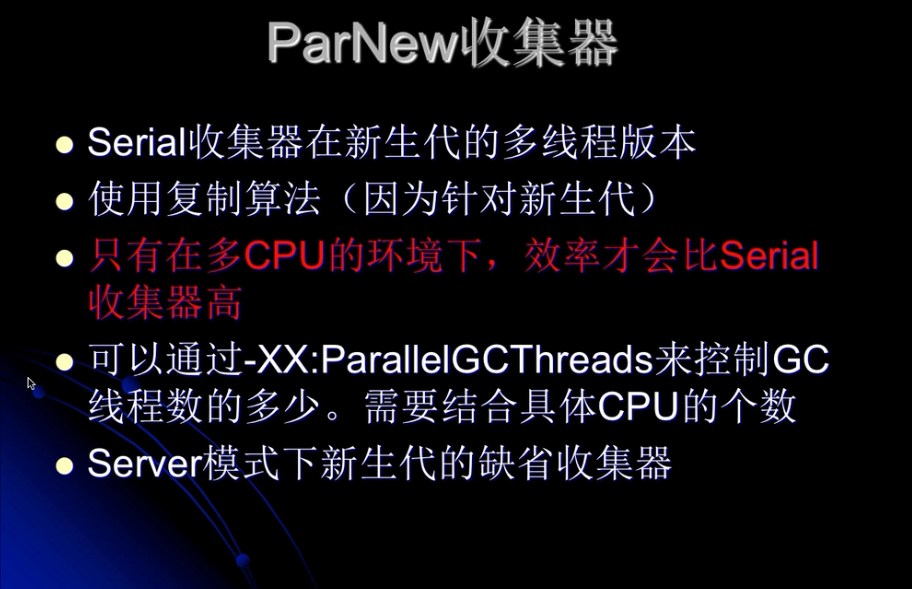 ParNew收集器
Serial收集器在新生代的多线程版本
使用复制算法（因为针对新生代）
只有在多CPU的环境下，效率才会比Serial
收集器高
可以通过-XX:ParallelGCThreads来控制GC
线程数的多少。需要结合具体CPU的个数
Server模式下新生代的缺省收集器